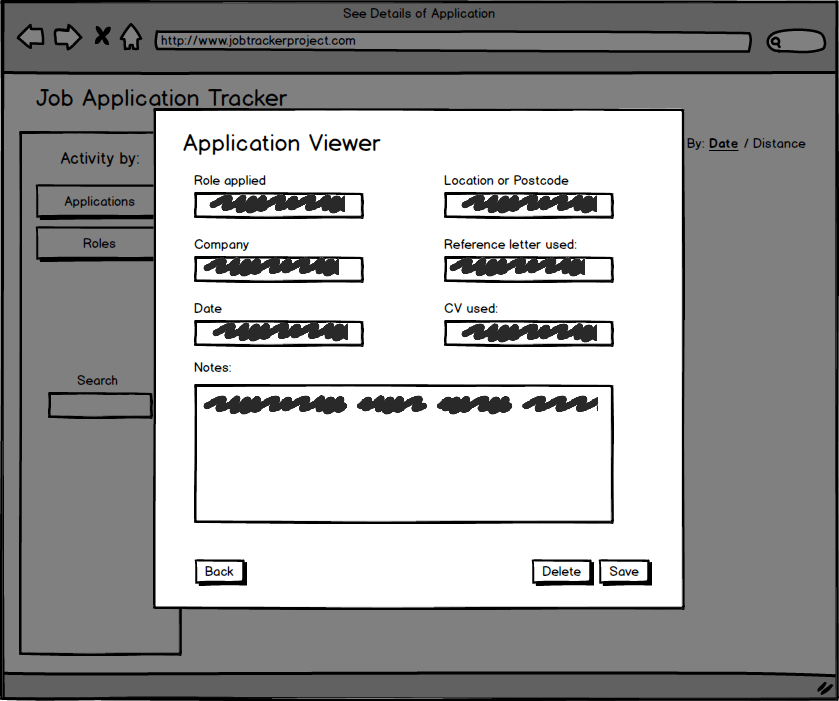 See Details of Application
http://www.jobtrackerproject.com
Job Application Tracker
Activity by:
Applications
Roles
Search
By: Date / Distance
Application Viewer
Role applied
Location or Postcode
Company
Reference letter used:
Date
CV used:
Notes:
Back
Delete
Save